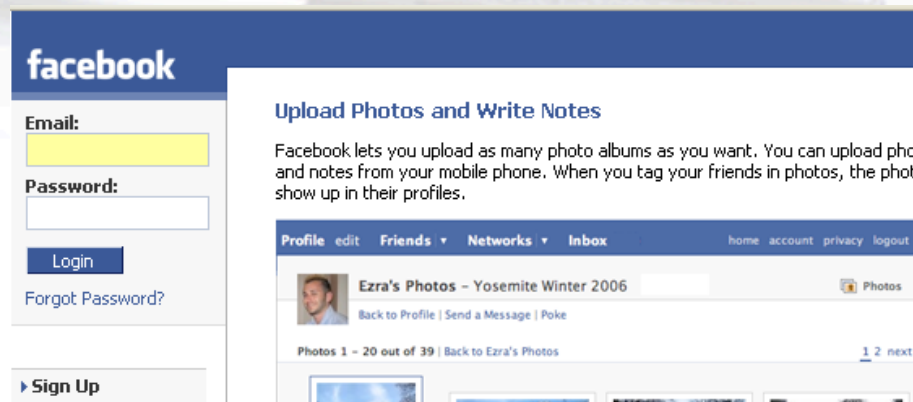 facebook
Email:
Password:
Login
Forgot Password?
Sign Up
Upload Photos and Write Notes
Facebook lets you upload as many photo albums as you want. You can upload pho
and notes from your mobile phone. When you tag your friends in photos, the phot
show up in their profiles.
Profile edit Friends Networks Inbox home account privacy logout
Ezra's Photos – Yosemite Winter 2006 Photos
Back to Profile | Send a Message | Poke
Photos 1 – 20 out of 39 | Back to Ezra's Photos 1 2 next